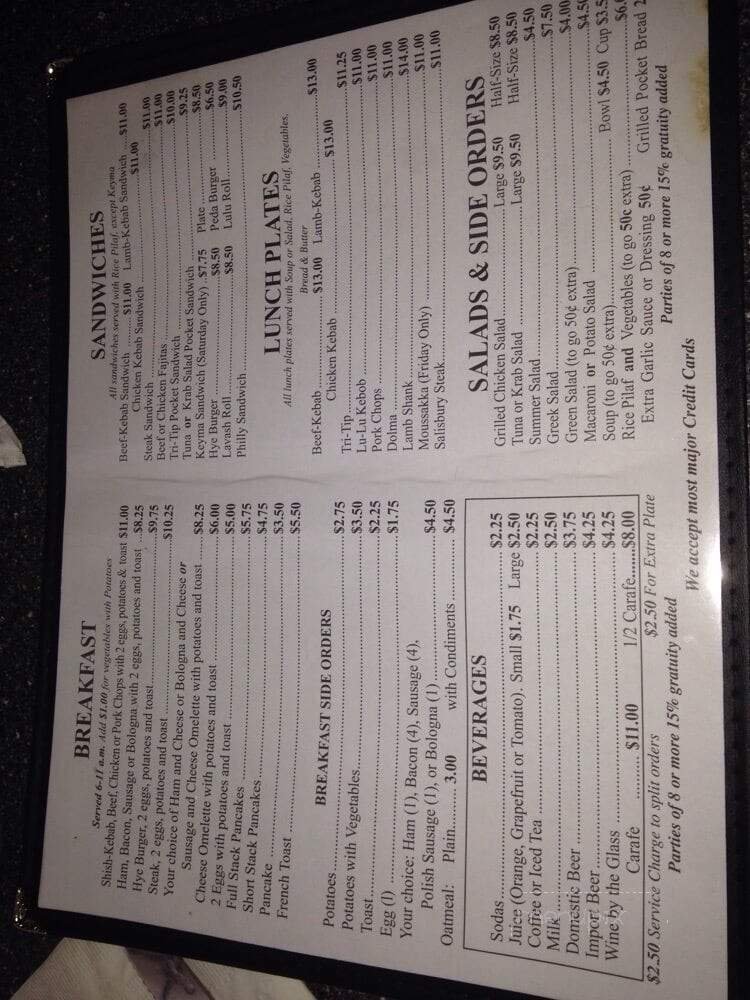 BREAKFAST
Served 6-11 a.m. Add $1.00 for vegetables with Potatoes
Shish-Kebab, Beef, Chicken or Pork Chops with 2 eggs, potatoes & toast $11.00
Ham, Bacon, Sausage or Bologna with 2 eggs, potatoes and toast ...$8.25
Hye Burger, 2 eggs, potatoes and toast ........ $9.75
Steak, 2 eggs, potatoes and toast ........ $10.25
Your choice of Ham and Cheese or Bologna and Cheese or
Sausage and Cheese Omelette with potatoes and toast ........ $8.25
Cheese Omelette with potatoes and toast ........ $6.00
2 Eggs with potatoes and toast ........ $5.00
Full Stack Pancakes ........ $5.75
Short Stack Pancakes ........ $4.75
Pancake ........ $3.50
French Toast ........ $5.50
BREAKFAST SIDE ORDERS
Potatoes ........ $2.75
Potatoes with Vegetables ........ $3.50
Toast ........ $2.25
Egg (1) ........ $1.75
Your choice: Ham (1), Bacon (4), Sausage (4),
Polish Sausage (1), or Bologna (1) ........ $4.50
Oatmeal: Plain ........ 3.00 with Condiments ........ $4.50
BEVERAGES
Sodas ........ $2.25
Juice (Orange, Grapefruit or Tomato). Small $1.75 Large $2.50
Coffee or Iced Tea ........ $2.25
Milk ........ $2.50
Domestic Beer ........ $3.75
Import Beer ........ $4.25
Wine by the Glass ........ $4.25
Carafe ........ $11.00 1/2 Carafe ........ $8.00
$2.50 Service Charge to split orders $2.50 For Extra Plate
Parties of 8 or more 15% gratuity added
SANDWICHES
All sandwiches served with Rice Pilaf, except Keyma
Beef-Kebab Sandwich ........ $11.00 Lamb-Kebab Sandwich ........ $11.00
Chicken Kebab Sandwich ........ $11.00
Steak Sandwich ........ $11.00
Beef or Chicken Fajitas ........ $11.00
Tri-Tip Pocket Sandwich ........ $10.00
Tuna or Krab Salad Pocket Sandwich ........ $9.25
Keyma Sandwich (Saturday Only) ..$7.75 Plate ........ $8.50
Hye Burger ........ $8.50 Peda Burger ........ $6.50
Lavash Roll ........ $8.50 Lulu Roll ........ $9.00
Philly Sandwich ........ $10.50
LUNCH PLATES
All lunch plates served with Soup or Salad, Rice Pilaf, Vegetables,
Bread & Butter
Beef-Kebab ........ $13.00 Lamb-Kebab ........ $13.00
Chicken Kebab ........ $13.00
Tri-Tip ........ $11.25
Lu-Lu Kebob ........ $11.00
Pork Chops ........ $11.00
Dolma ........ $11.00
Lamb Shank ........ $14.00
Moussakka (Friday Only) ........ $11.00
Salisbury Steak ........ $11.00
SALADS & SIDE ORDERS
Grilled Chicken Salad ........ Large $9.50 Half-Size $8.50
Tuna or Krab Salad ........ Large $9.50 Half-Size $8.50
Summer Salad ........ $4.50
Greek Salad ........ $7.50
Green Salad (to go 50¢ extra) ........ $4.00
Macaroni or Potato Salad ........ $4.5
Soup (to go 50¢ extra) ........ Bowl $4.50 Cup $3.5
Rice Pilaf and Vegetables (to go 50c extra) ........ $6.
Extra Garlic Sauce or Dressing 50¢ Grilled Pocket Bread 2
Parties of 8 or more 15% gratuity added
We accept most major Credit Cards